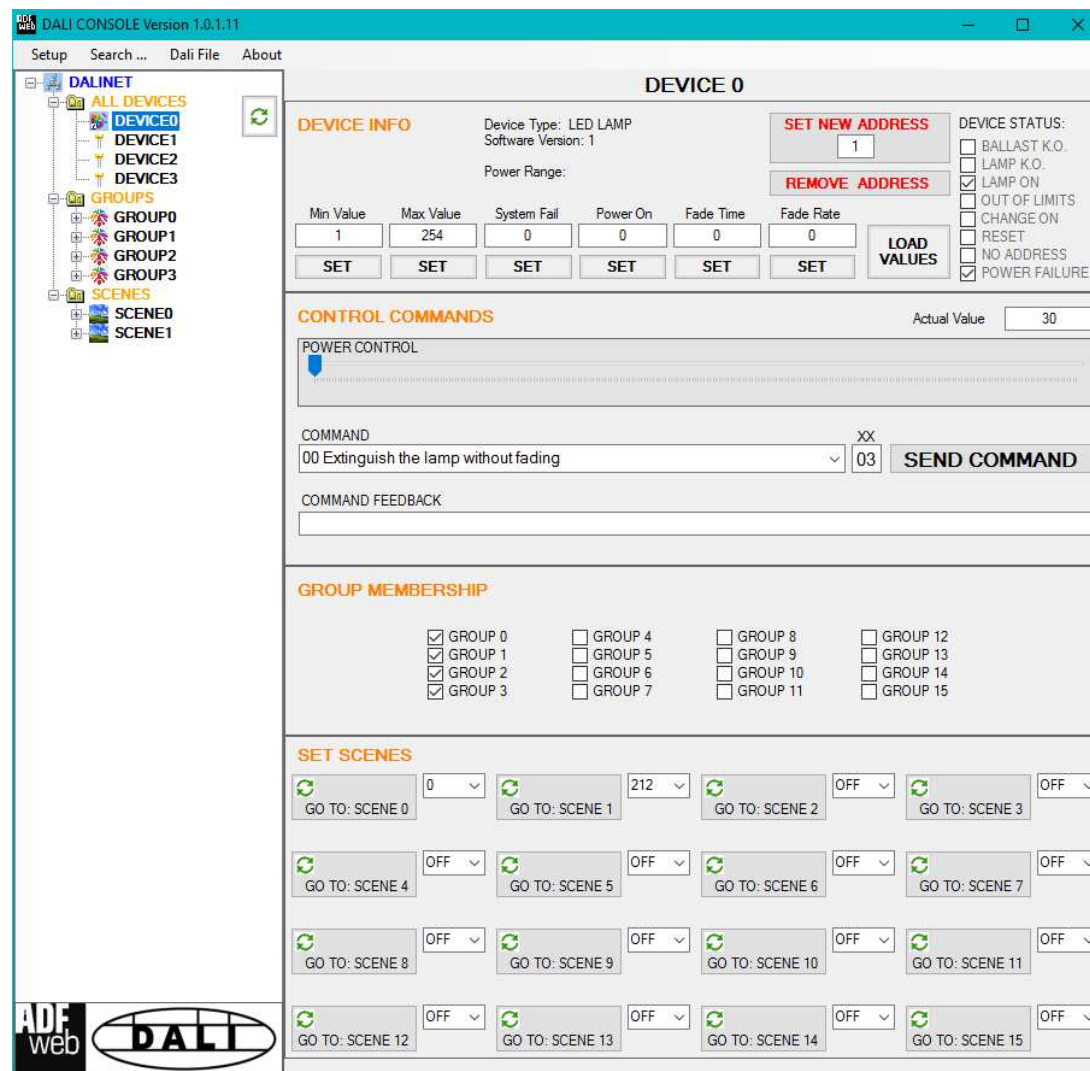 DALI CONSOLE Version 1.0.1.11
Setup Search ... Dali File About
DALINET
ALL DEVICES
DEVICE0
DEVICE1
DEVICE2
DEVICE3
GROUPS
GROUP0
GROUP1
GROUP2
GROUP3
SCENES
SCENE0
SCENE1
ADF
web
DALI
DEVICE 0
DEVICE INFO
Device Type: LED LAMP
Software Version: 1
Power Range:
SET NEW ADDRESS
1
REMOVE ADDRESS
DEVICE STATUS:
BALLAST K.O.
LAMP K.O.
LAMP ON
OUT OF LIMITS
CHANGE ON
RESET
NO ADDRESS
POWER FAILURE
Min Value Max Value System Fail Power On Fade Time Fade Rate
1 254 0 0 0 0
SET SET SET SET SET SET
LOAD
VALUES
CONTROL COMMANDS
Actual Value 30
POWER CONTROL
COMMAND XX
00 Extinguish the lamp without fading 03 SEND COMMAND
COMMAND FEEDBACK
GROUP MEMBERSHIP
GROUP 0 GROUP 4 GROUP 8 GROUP 12
GROUP 1 GROUP 5 GROUP 9 GROUP 13
GROUP 2 GROUP 6 GROUP 10 GROUP 14
GROUP 3 GROUP 7 GROUP 11 GROUP 15
SET SCENES
0 212 OFF OFF
GO TO: SCENE 0 GO TO: SCENE 1 GO TO: SCENE 2 GO TO: SCENE 3
OFF OFF OFF OFF
GO TO: SCENE 4 GO TO: SCENE 5 GO TO: SCENE 6 GO TO: SCENE 7
OFF OFF OFF OFF
GO TO: SCENE 8 GO TO: SCENE 9 GO TO: SCENE 10 GO TO: SCENE 11
OFF OFF OFF OFF
GO TO: SCENE 12 GO TO: SCENE 13 GO TO: SCENE 14 GO TO: SCENE 15